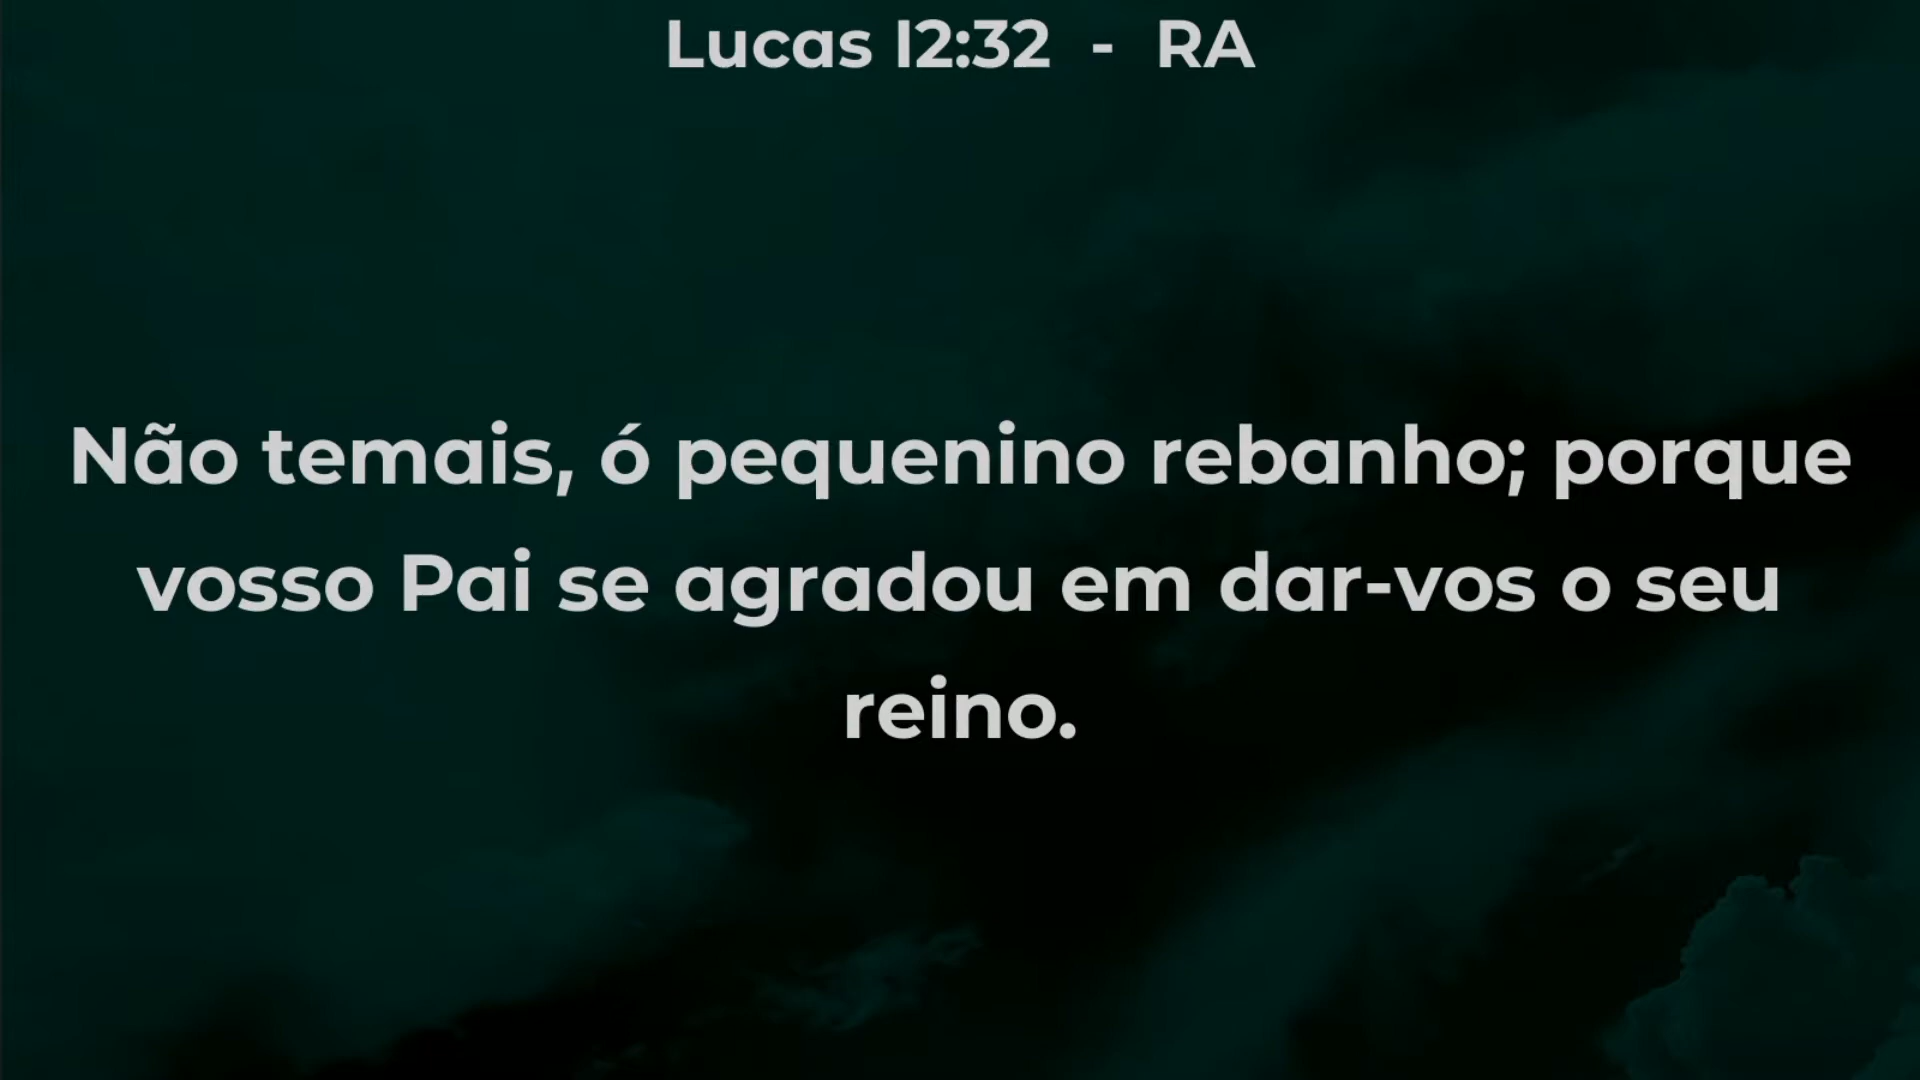 Lucas 12:32 - RA
Não temais, ó pequenino rebanho; porque
vosso Pai se agradou em dar-vos o seu
reino.